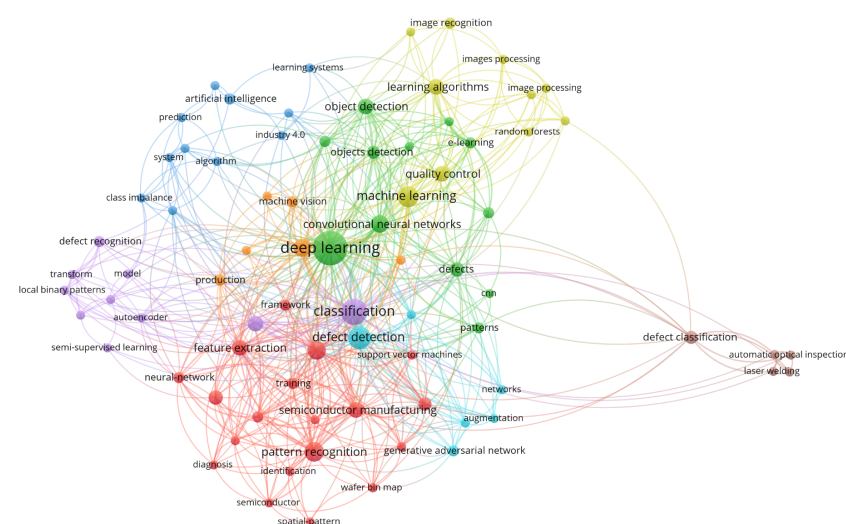 image recognition
images processing
learning systems
learning algorithms
image processing
artificial intelligence
object detection
prediction
industry 4.0
random forests
e-learning
objects detection
system
algorithm
quality control
class imbalance
machine vision
machine learning
convolutional neural networks
defect recognition
deep learning
transform
model
defects
production
local binary patterns
cnn
framework
autoencoder
classification
patterns
defect detection
defect classification
semi-supervised learning
feature extraction
support vector machines
automatic optical inspection
laser welding
neural-network
training
networks
semiconductor manufacturing
augmentation
pattern recognition
generative adversarial network
diagnosis
identification
wafer bin map
semiconductor
spatial-pattern